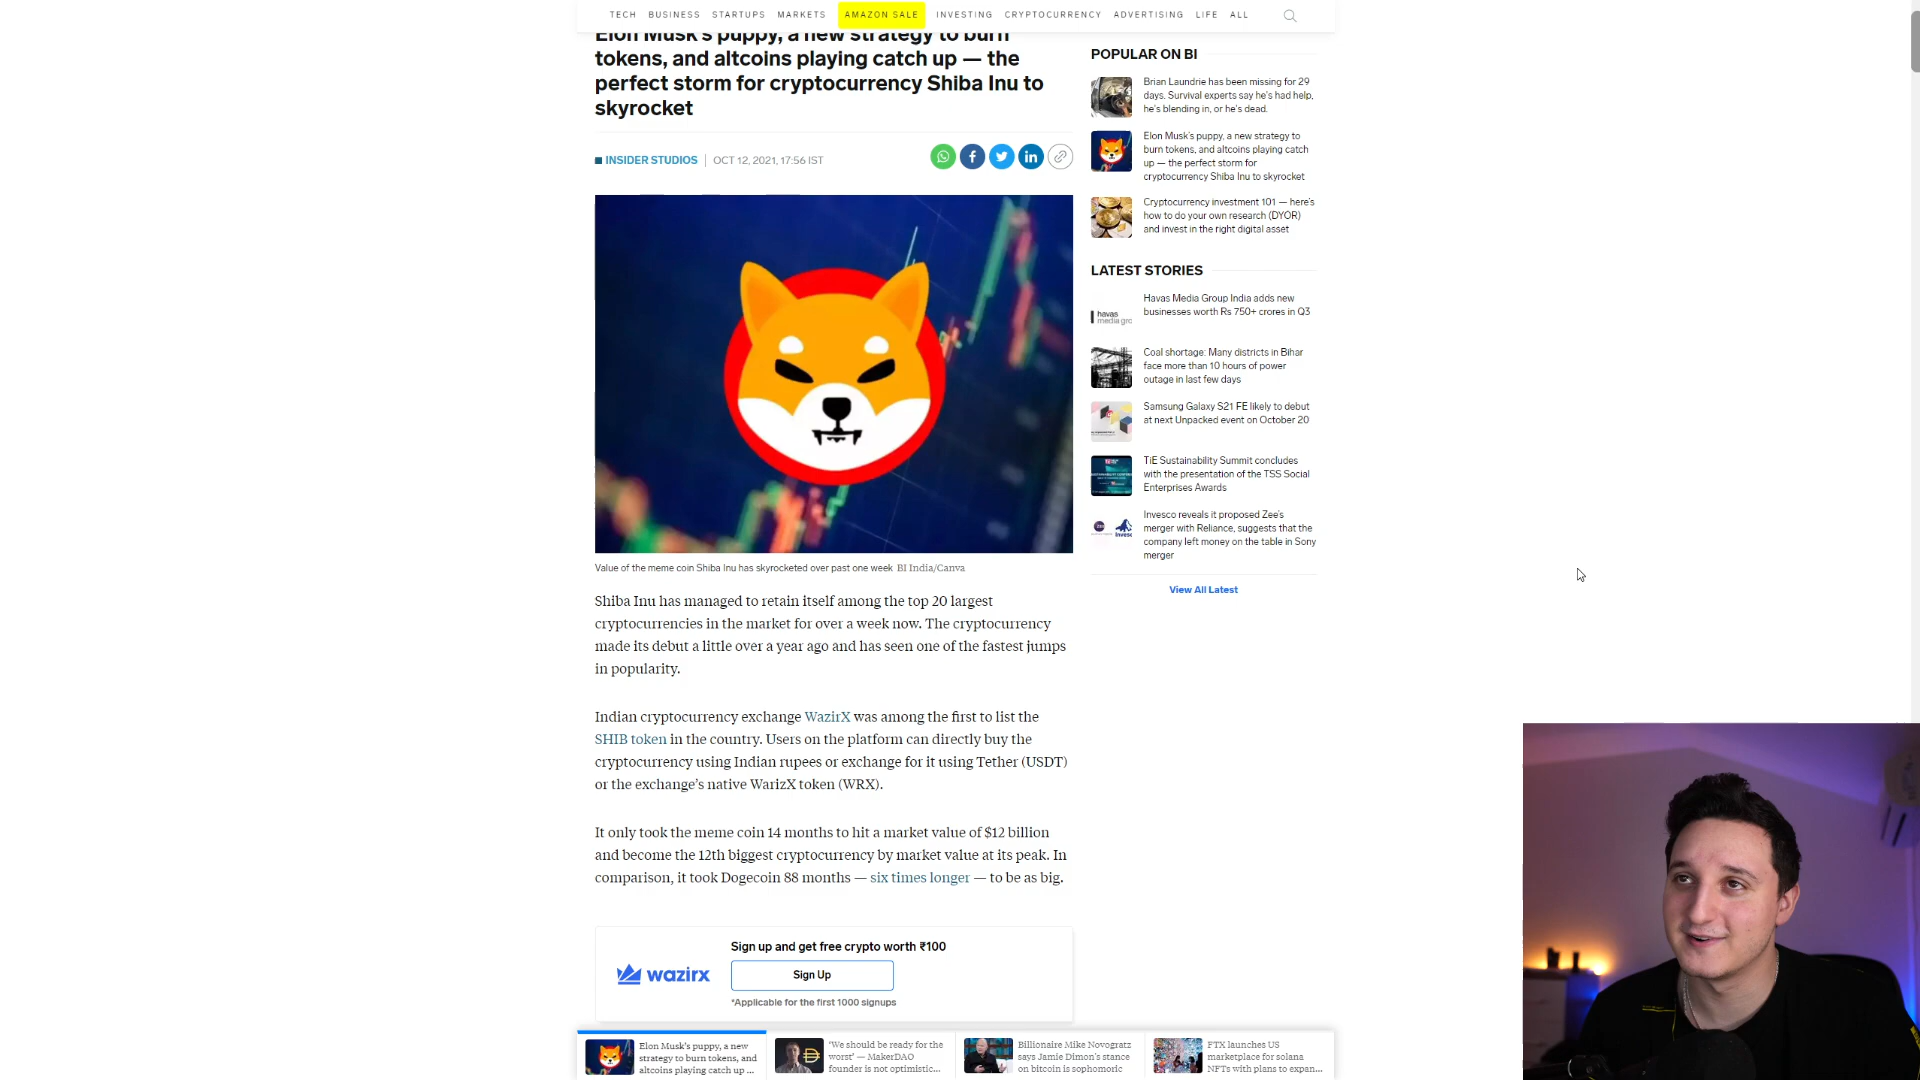 TECH BUSINESS STARTUPS MARKETS AMAZON SALE INVESTING CRYPTOCURRENCY ADVERTISING LIFE ALL
Elon Musk's puppy, a new strategy to burn
tokens, and altcoins playing catch up — the
perfect storm for cryptocurrency Shiba Inu to
skyrocket
INSIDER STUDIOS | OCT 12, 2021, 17:56 IST
Value of the meme coin Shiba Inu has skyrocketed over past one week BI India/Canva
Shiba Inu has managed to retain itself among the top 20 largest
cryptocurrencies in the market for over a week now. The cryptocurrency
made its debut a little over a year ago and has seen one of the fastest jumps
in popularity.
Indian cryptocurrency exchange WazirX was among the first to list the
SHIB token in the country. Users on the platform can directly buy the
cryptocurrency using Indian rupees or exchange for it using Tether (USDT)
or the exchange's native WarizX token (WRX).
It only took the meme coin 14 months to hit a market value of $12 billion
and become the 12th biggest cryptocurrency by market value at its peak. In
comparison, it took Dogecoin 88 months — six times longer — to be as big.
Sign up and get free crypto worth ₹100
wazirx
Sign Up
*Applicable for the first 1000 signups
POPULAR ON BI
Brian Laundrie has been missing for 29
days. Survival experts say he's had help,
he's blending in, or he's dead.
Elon Musk's puppy, a new strategy to
burn tokens, and altcoins playing catch
up — the perfect storm for
cryptocurrency Shiba Inu to skyrocket
Cryptocurrency investment 101 — here's
how to do your own research (DYOR)
and invest in the right digital asset
LATEST STORIES
Havas Media Group India adds new
businesses worth Rs 750+ crores in Q3
havas
media gro
Coal shortage: Many districts in Bihar
face more than 10 hours of power
outage in last few days
Samsung Galaxy S21 FE likely to debut
at next Unpacked event on October 20
TiE Sustainability Summit concludes
with the presentation of the TSS Social
Enterprises Awards
Invesco reveals it proposed Zee's
merger with Reliance, suggests that the
company left money on the table in Sony
merger
View All Latest
Elon Musk's puppy, a new
strategy to burn tokens, and
altcoins playing catch up ...
'We should be ready for the
worst' — MakerDAO
founder is not optimistic...
Billionaire Mike Novogratz
says Jamie Dimon's stance
on bitcoin is sophomoric
FTX launches US
marketplace for solana
NFTs with plans to expan...